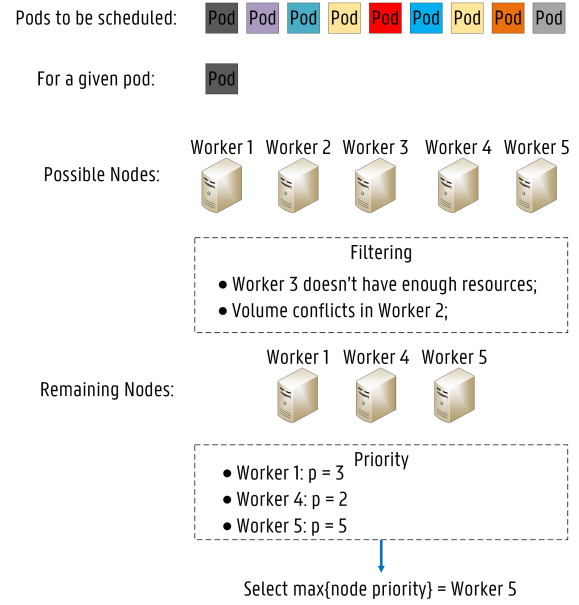 Pods to be scheduled: Pod Pod Pod Pod Pod Pod Pod Pod Pod
For a given pod: Pod
Worker 1 Worker 2 Worker 3 Worker 4 Worker 5
Possible Nodes:
Filtering
● Worker 3 doesn't have enough resources;
● Volume conflicts in Worker 2;
Worker 1 Worker 4 Worker 5
Remaining Nodes:
Priority
● Worker 1: p = 3
● Worker 4: p = 2
● Worker 5: p = 5
Select max{node priority} = Worker 5